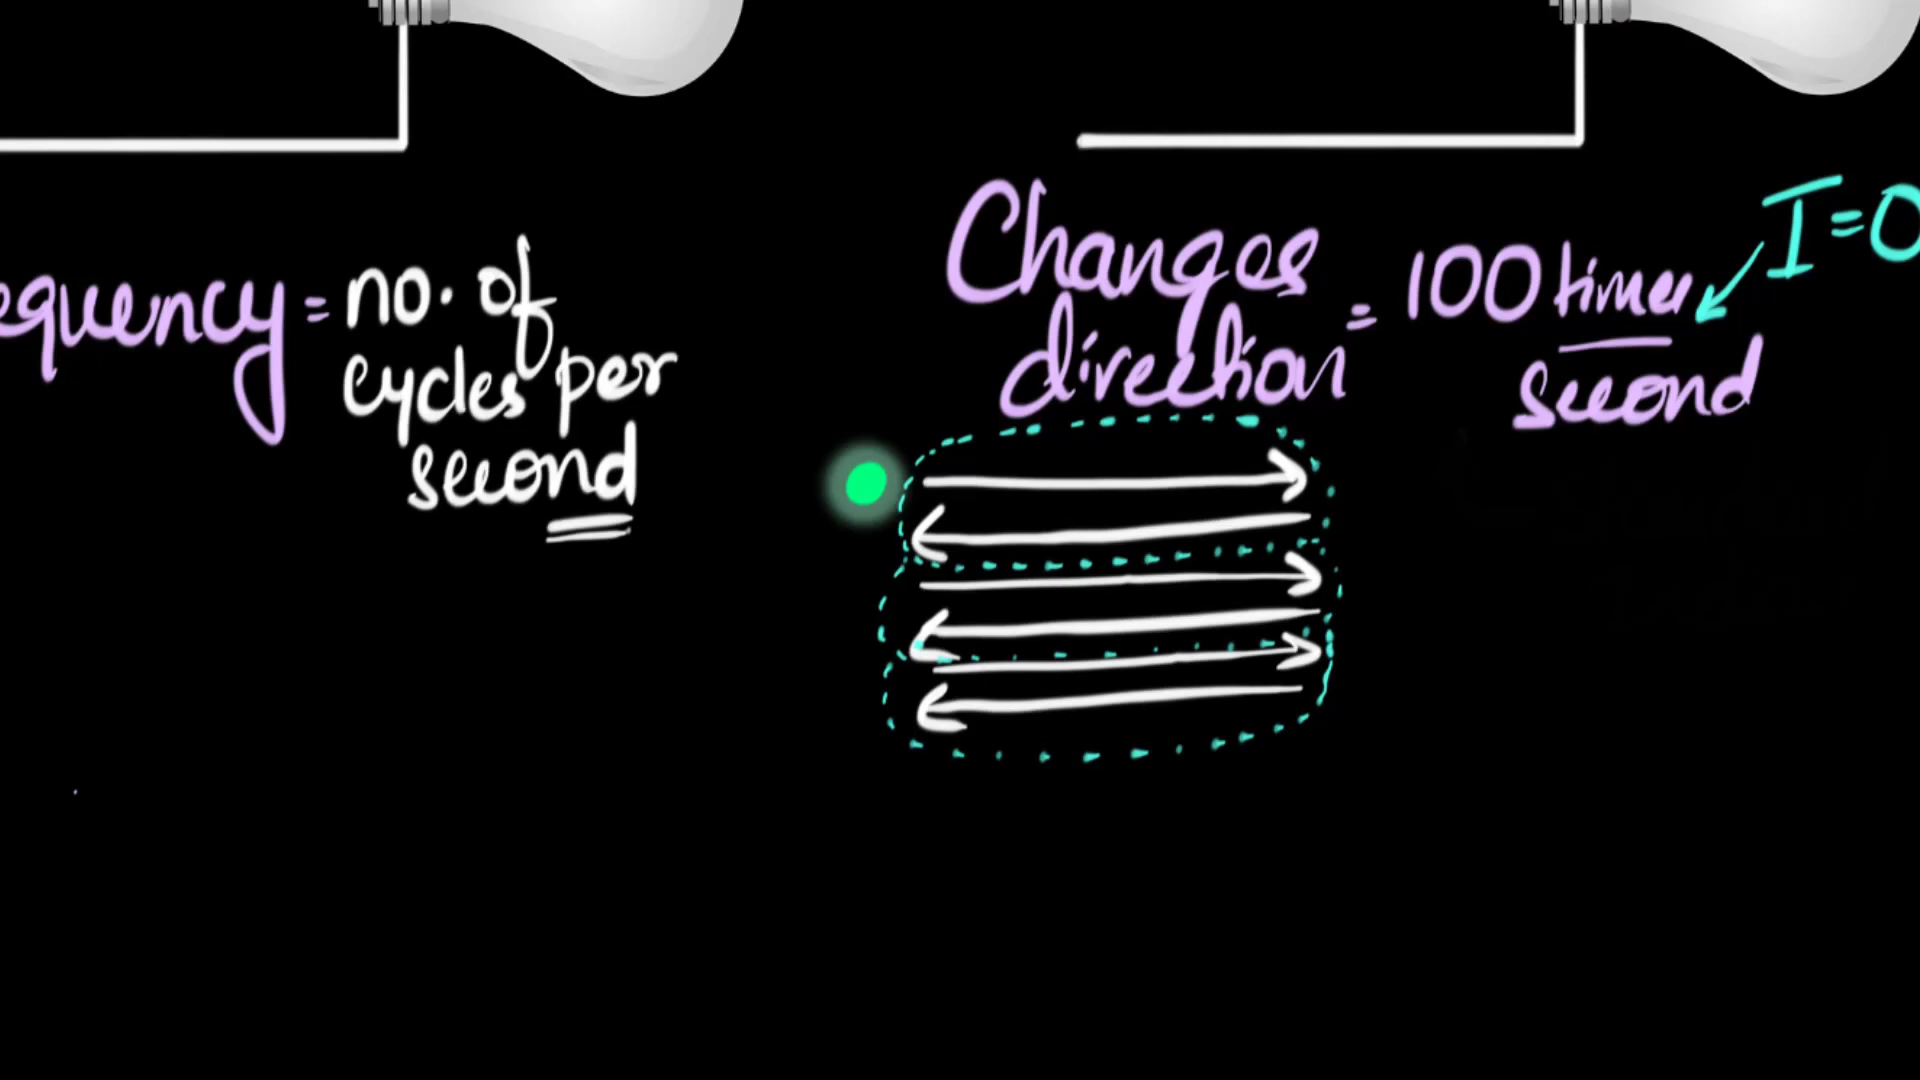 equency = no. of
cycles per
second
Changes
direction = 100 times
second
I=0